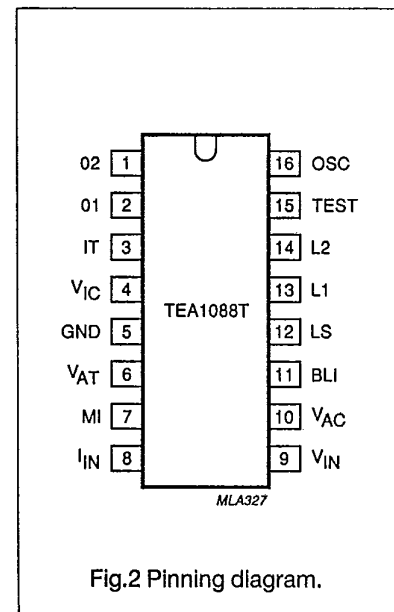 02 1 16 OSC
01 2 15 TEST
IT 3 14 L2
VIC 4 13 L1
TEA1088T
GND 5 12 LS
VAT 6 11 BLI
MI 7 10 VAC
IIN 8 9 VIN
MLA327
Fig.2 Pinning diagram.